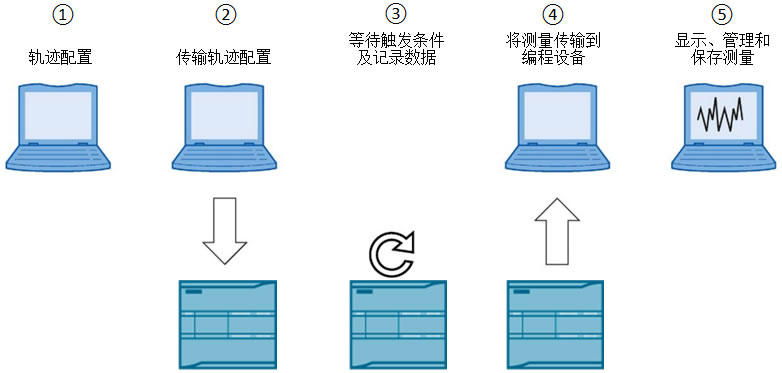 ① ② ③ ④ ⑤
轨迹配置
传输轨迹配置
等待触发条件
及记录数据
将测量传输到
编程设备
显示、管理和
保存测量